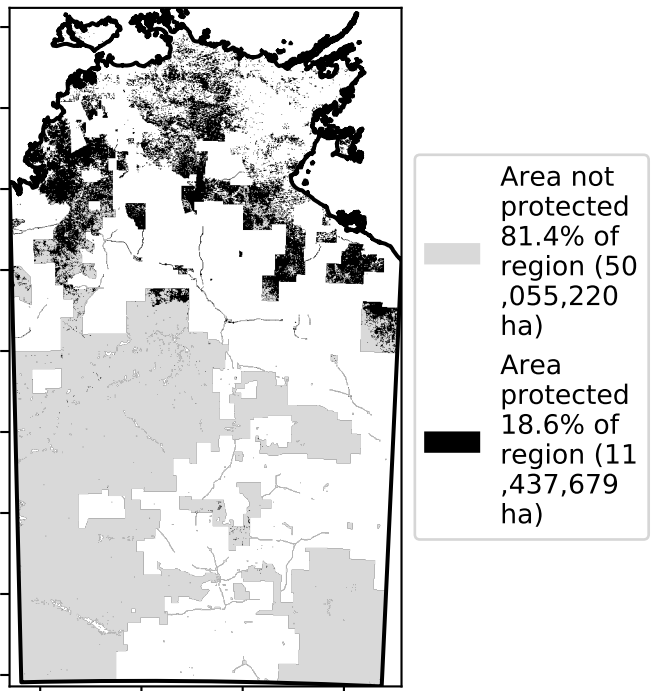 Area not
protected
81.4% of
region (50
,055,220
ha)
Area
protected
18.6% of
region (11
,437,679
ha)